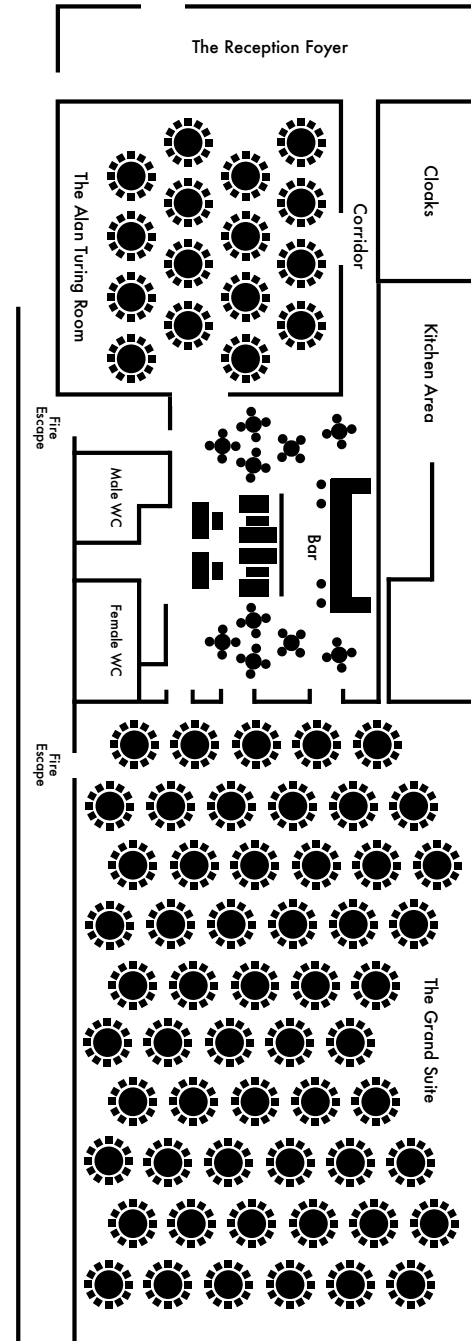 The Reception Foyer
Cloaks
The Alan Turing Room
Corridor
Kitchen Area
Fire
Escape
Male WC
Bar
Female WC
Fire
Escape
The Grand Suite